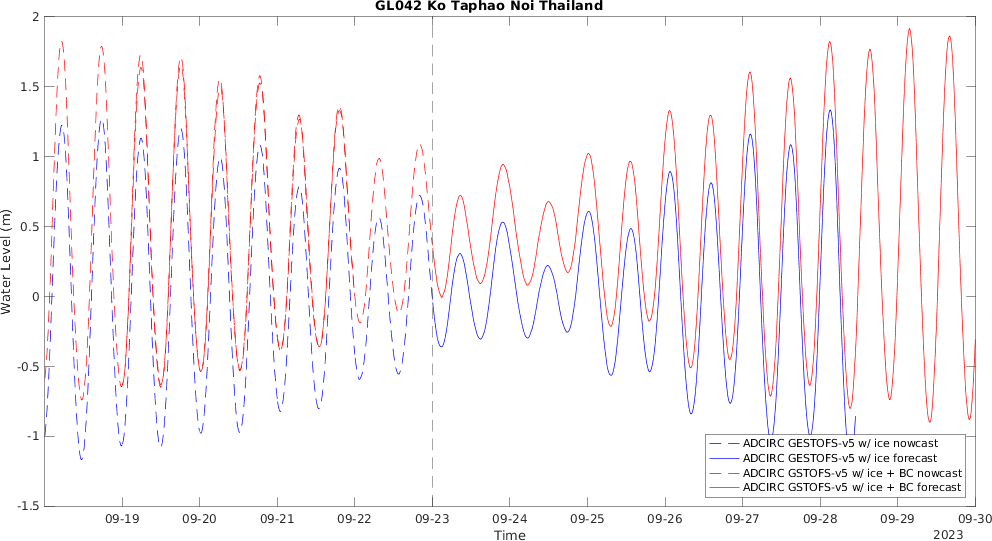 GL042 Ko Taphao Noi Thailand
2
1.5
1
0.5
0
-0.5
-1
-1.5
Water Level (m)
ADCIRC GESTOFS-v5 w/ ice nowcast
ADCIRC GESTOFS-v5 w/ ice forecast
ADCIRC GSTOFS-v5 w/ ice + BC nowcast
ADCIRC GSTOFS-v5 w/ ice + BC forecast
09-19 09-20 09-21 09-22 09-23 09-24 09-25 09-26 09-27 09-28 09-29 09-30
Time
2023